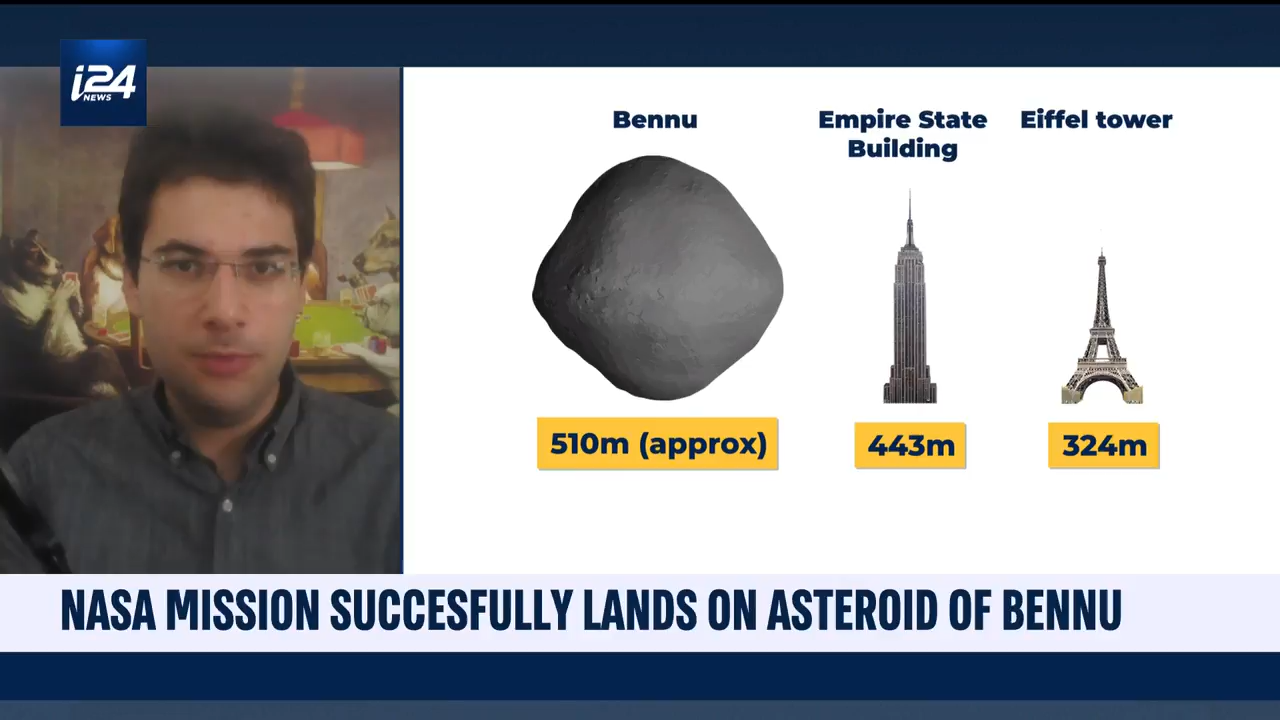 i24
NEWS
Bennu
Empire State
Building
Eiffel tower
510m (approx)
443m
324m
NASA MISSION SUCCESFULLY LANDS ON ASTEROID OF BENNU